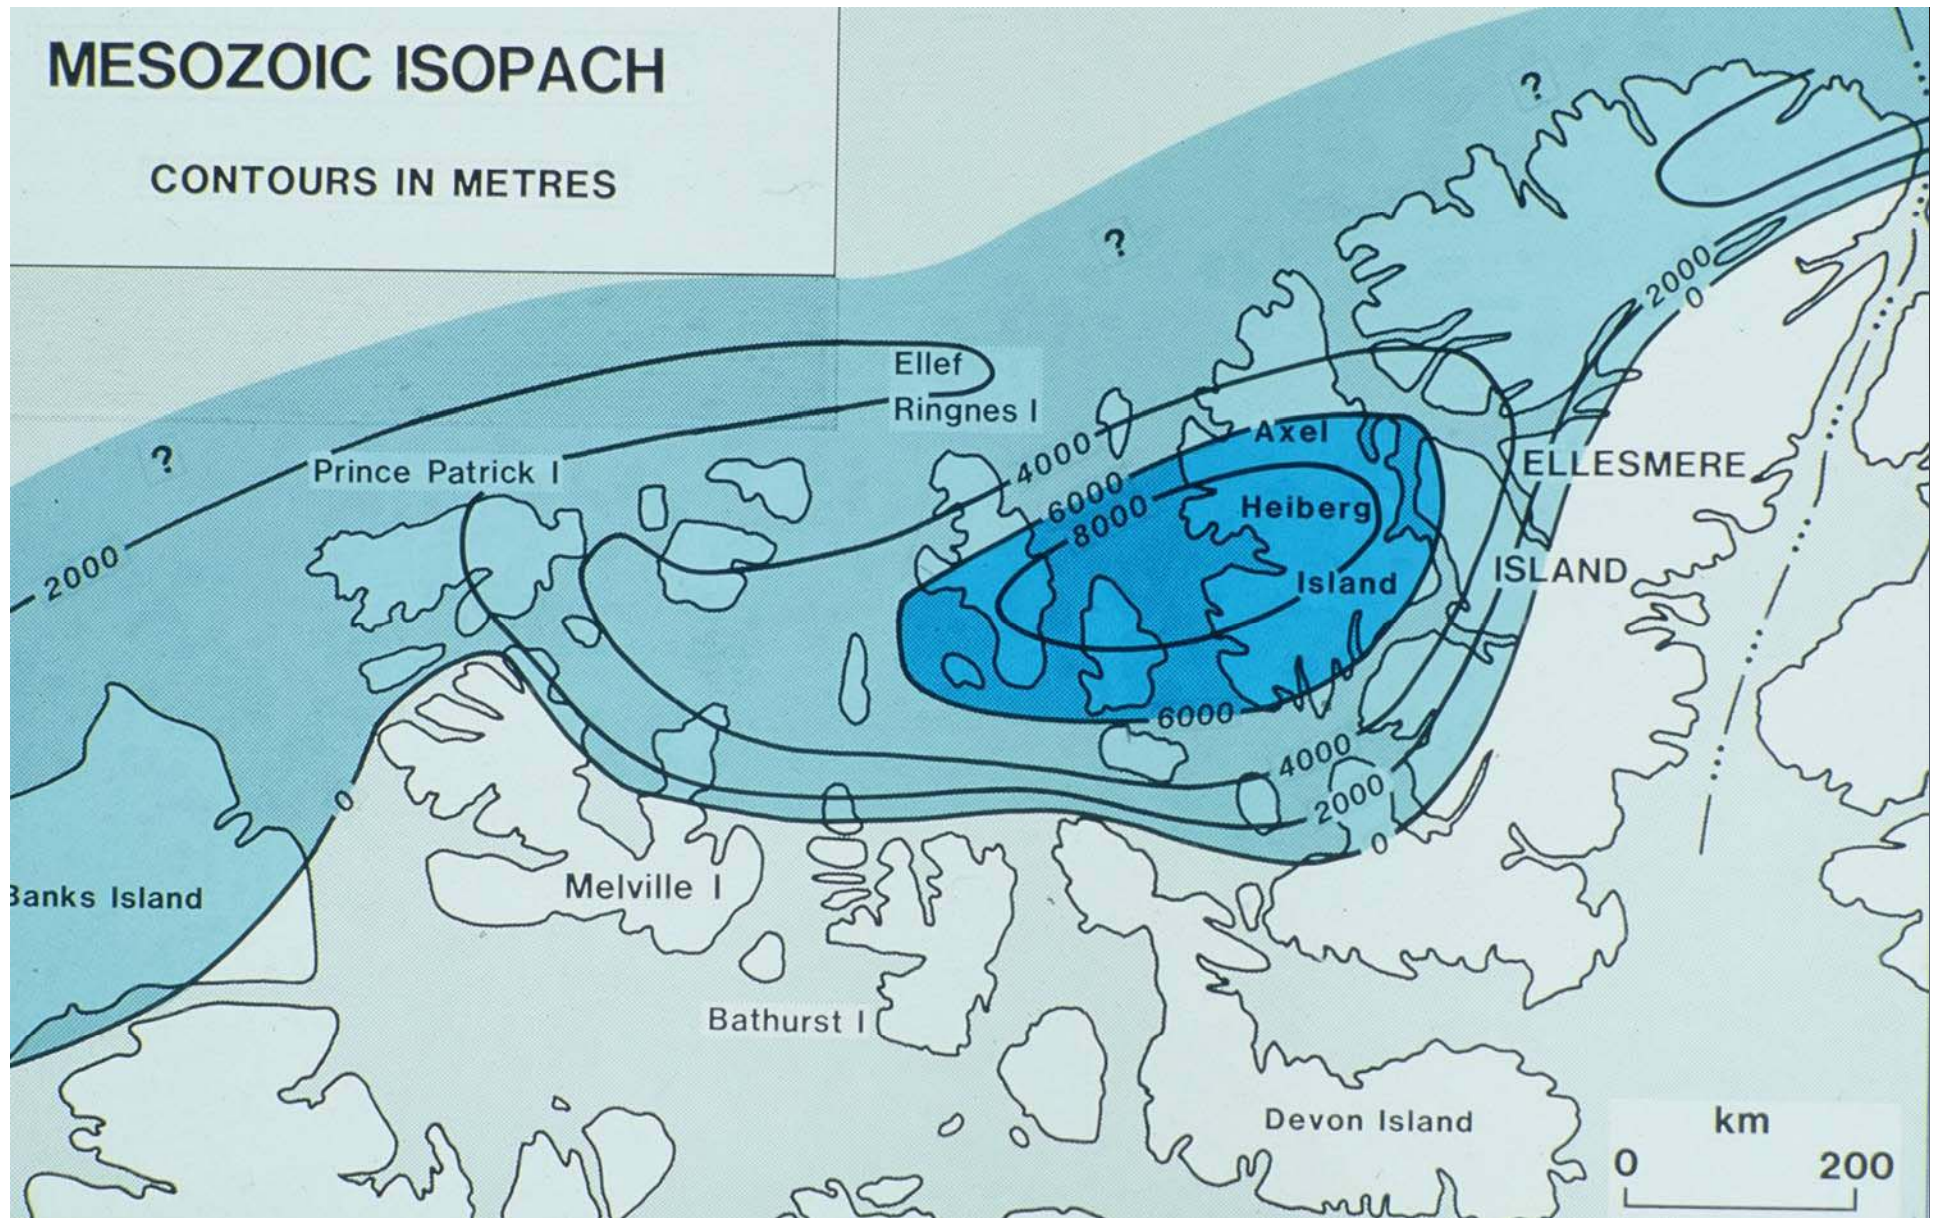 MESOZOIC ISOPACH
CONTOURS IN METRES
?
?
?
2000
0
Ellef
Ringnes I
Axel
4000
6000
8000
Heiberg
Island
ELLESMERE
ISLAND
Prince Patrick I
2000
6000
4000
2000
0
0
Banks Island
Melville I
Bathurst I
Devon Island
km
0 200